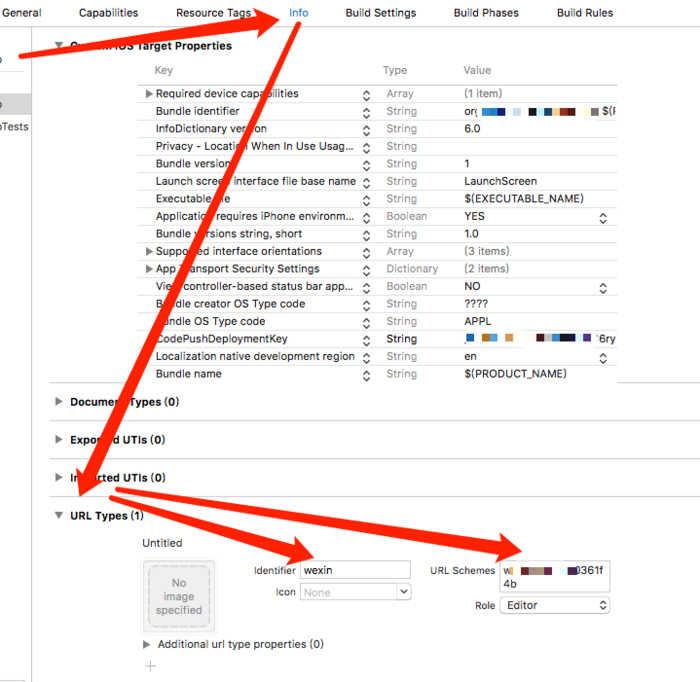 General Capabilities Resource Tags Info Build Settings Build Phases Build Rules
Custom iOS Target Properties
Key Type Value
Required device capabilities Array (1 item)
Bundle identifier String
InfoDictionary version String 6.0
Privacy - Location When In Use Usag... String
Bundle version String 1
Launch screen interface file base name String LaunchScreen
Executable file String $(EXECUTABLE_NAME)
Application requires iPhone environm... Boolean YES
Bundle versions string, short String 1.0
Supported interface orientations Array (3 items)
pTests
App Transport Security Settings Dictionary (2 items)
View controller-based status bar app... Boolean NO
Bundle creator OS Type code String ????
Bundle OS Type code String APPL
CodePushDeploymentKey String 6ry
Localization native development region String en
Bundle name String $(PRODUCT_NAME)
Document Types (0)
Exported UTIs (0)
Imported UTIs (0)
URL Types (1)
Untitled
No image specified
Identifier wexin URL Schemes w 0361f
4b
Icon None
Role Editor
Additional url type properties (0)